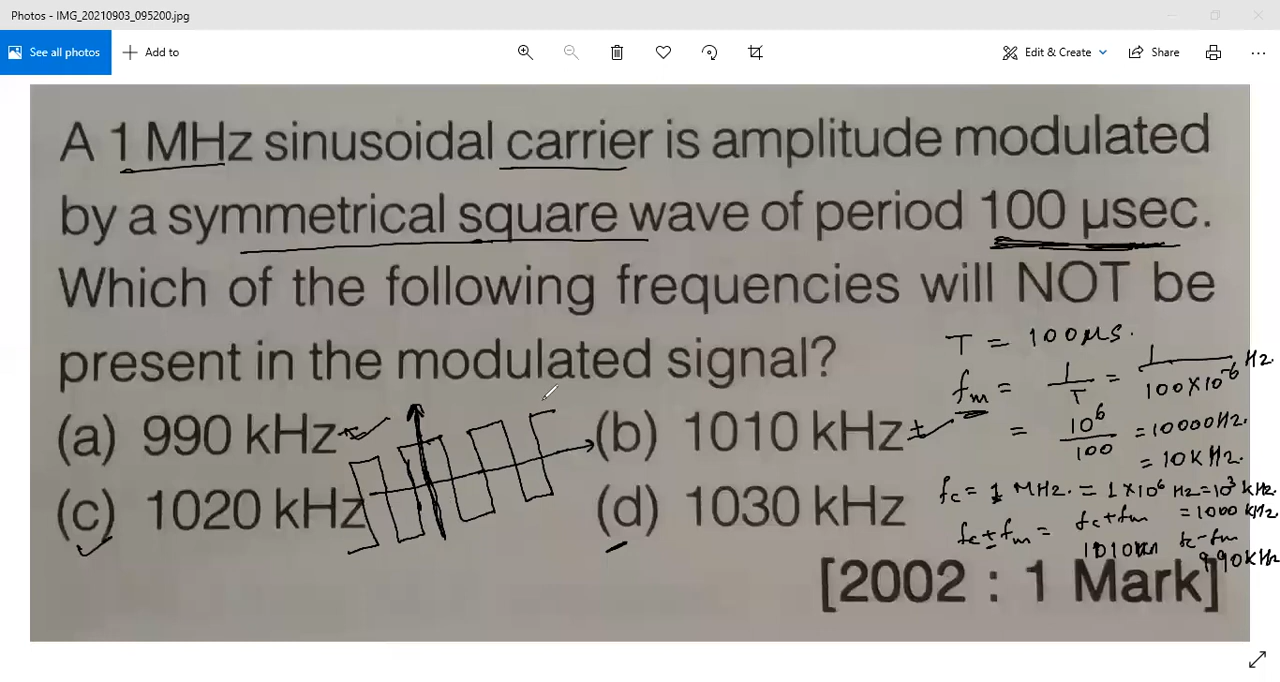 Photos - IMG_20210903_095200.jpg
See all photos
Add to
Edit & Create
Share
A 1 MHz sinusoidal carrier is amplitude modulated
by a symmetrical square wave of period 100 μsec.
Which of the following frequencies will NOT be
present in the modulated signal?
T = 100μs.
fm = 1/T = 1/100×10⁻⁶ Hz
= 10⁶/100 = 10000Hz.
= 10KHz.
(a) 990 kHz
(b) 1010 kHz
(c) 1020 kHz
(d) 1030 kHz
fc = 1 MHz. = 1×10⁶ Hz = 10³ kHz.
= 1000 kHz
fc ± fm = fc+fm fc-fm
1010 990kHz
[2002 : 1 Mark]